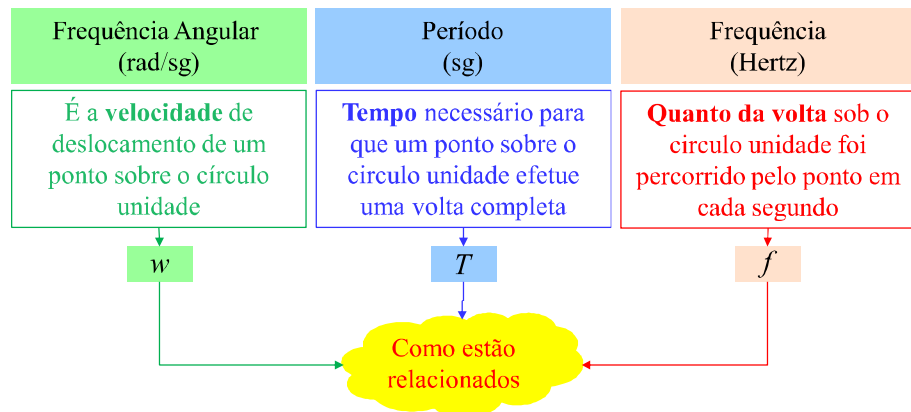 Frequência Angular
(rad/sg)
É a velocidade de
deslocamento de um
ponto sobre o círculo
unidade
w
Período
(sg)
Tempo necessário para
que um ponto sobre o
circulo unidade efetue
uma volta completa
T
Frequência
(Hertz)
Quanto da volta sob o
circulo unidade foi
percorrido pelo ponto em
cada segundo
f
Como estão
relacionados